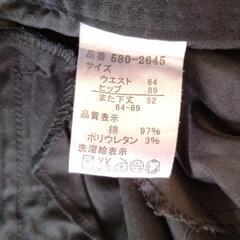 品番 580-2645
サイズ
ウエスト 64
ヒップ 89
また下丈 52
64-89
品質表示
綿 97%
ポリウレタン 3%
洗濯絵表示